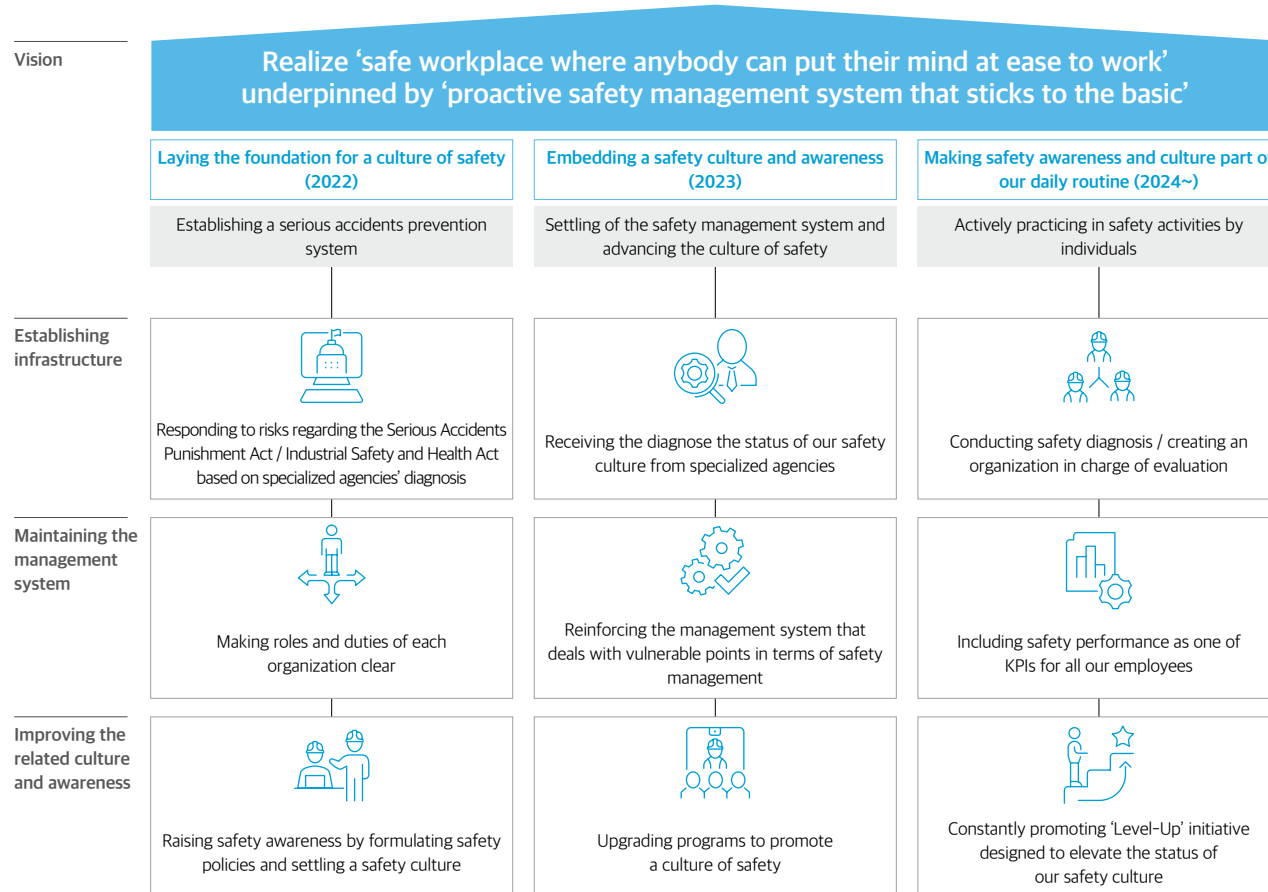 Vision
Realize ‘safe workplace where anybody can put their mind at ease to work’
underpinned by ‘proactive safety management system that sticks to the basic’
Laying the foundation for a culture of safety
(2022)
Embedding a safety culture and awareness
(2023)
Making safety awareness and culture part of
our daily routine (2024~)
Establishing a serious accidents prevention
system
Settling of the safety management system and
advancing the culture of safety
Actively practicing in safety activities by
individuals
Establishing
infrastructure
Responding to risks regarding the Serious Accidents
Punishment Act / Industrial Safety and Health Act
based on specialized agencies’ diagnosis
Receiving the diagnose the status of our safety
culture from specialized agencies
Conducting safety diagnosis / creating an
organization in charge of evaluation
Maintaining the
management
system
Making roles and duties of each
organization clear
Reinforcing the management system that
deals with vulnerable points in terms of safety
management
Including safety performance as one of
KPIs for all our employees
Improving the
related culture
and awareness
Raising safety awareness by formulating safety
policies and settling a safety culture
Upgrading programs to promote
a culture of safety
Constantly promoting ‘Level-Up’ initiative
designed to elevate the status of
our safety culture